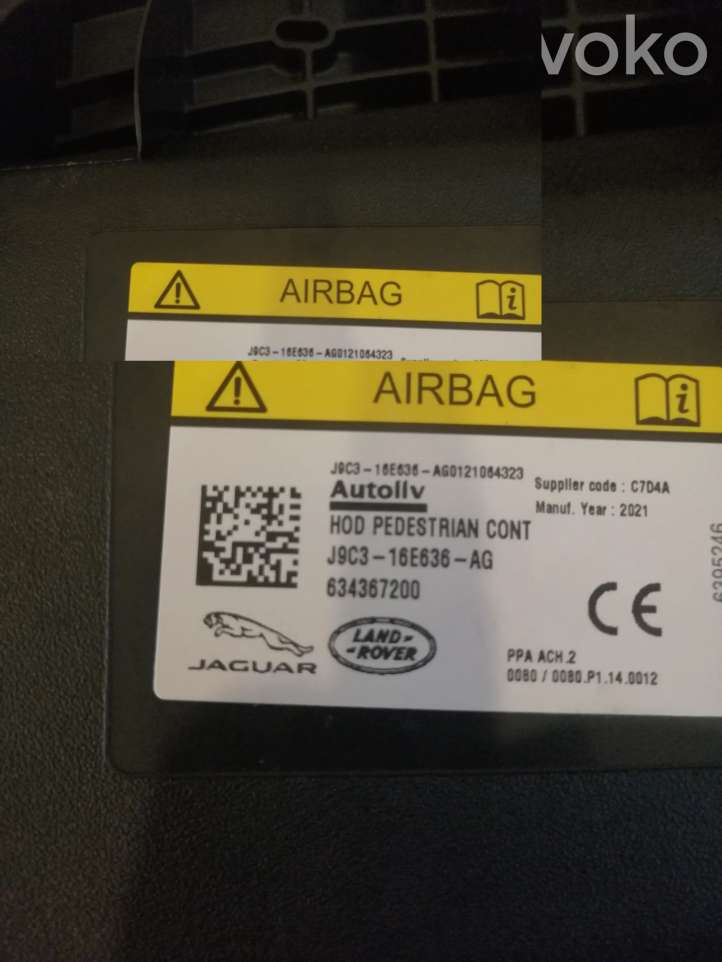 voko
AIRBAG
J9C3-16E636-AG0121064323
AIRBAG
J9C3-16E636-AG0121064323
Autoliv
HOD PEDESTRIAN CONT
J9C3-16E636-AG
634367200
Supplier code : C7D4A
Manuf. Year : 2021
6395246
JAGUAR
LAND-
-ROVER
CE
PPA ACH.2
0080 / 0080.P1.14.0012